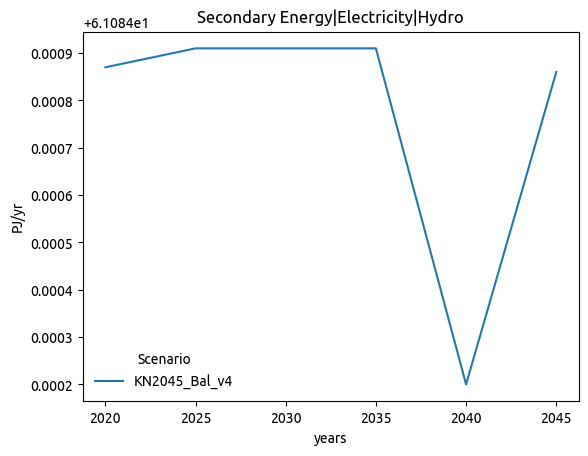 Secondary Energy|Electricity|Hydro
+6.1084e1
0.0009
0.0008
0.0007
0.0006
0.0005
0.0004
0.0003
0.0002
PJ/yr
Scenario
KN2045_Bal_v4
2020 2025 2030 2035 2040 2045
years